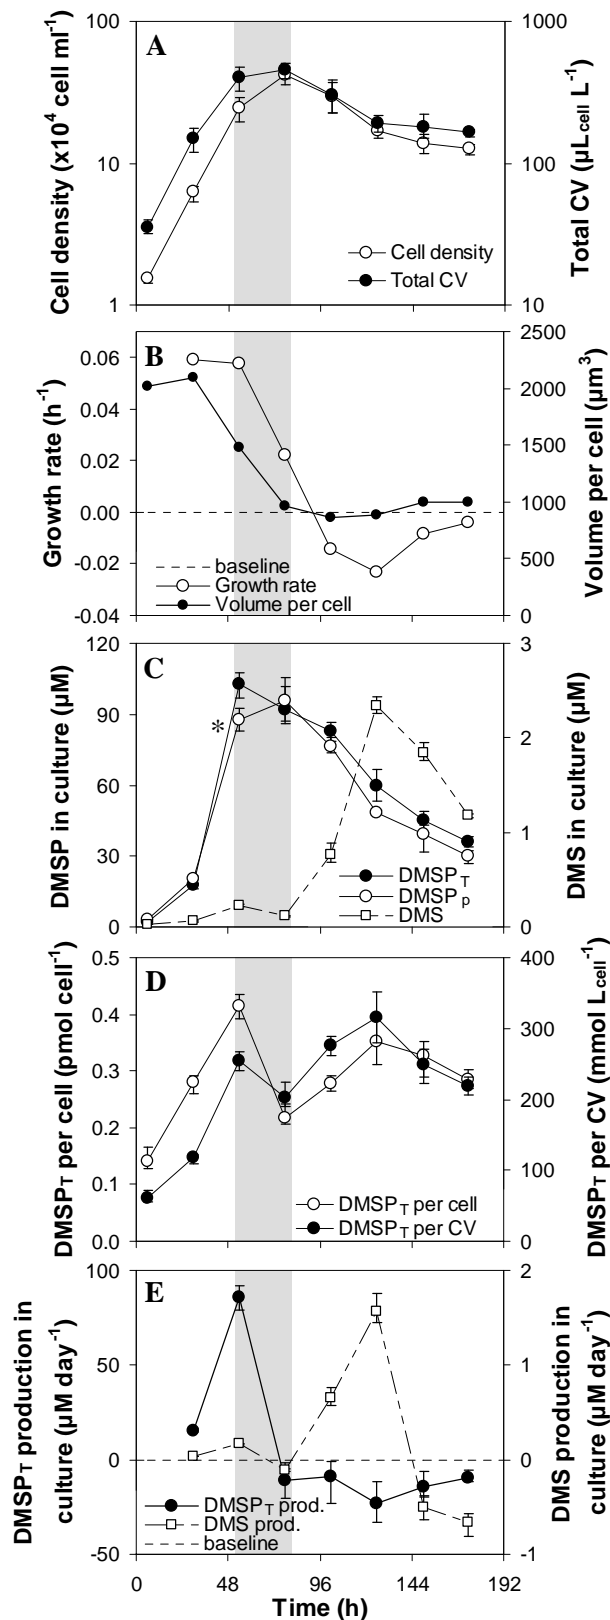 A
100
10
1
Cell density (x10⁴ cell ml⁻¹)
1000
100
10
Total CV (µLcell L⁻¹)
Cell density
Total CV
B
0.06
0.04
0.02
0.00
-0.02
-0.04
Growth rate (h⁻¹)
2500
2000
1500
1000
500
0
Volume per cell (µm³)
baseline
Growth rate
Volume per cell
C
120
90
60
30
0
DMSP in culture (µM)
3
2
1
0
DMS in culture (µM)
*
DMSP T
DMSP p
DMS
D
0.5
0.4
0.3
0.2
0.1
0.0
DMSPT per cell (pmol cell⁻¹)
400
300
200
100
0
DMSPT per CV (mmol Lcell⁻¹)
DMSPT per cell
DMSPT per CV
E
100
50
0
-50
DMSPT production in
culture (µM day⁻¹)
2
1
0
-1
DMS production in
culture (µM day⁻¹)
DMSPT prod.
DMS prod.
baseline
0 48 96 144 192
Time (h)